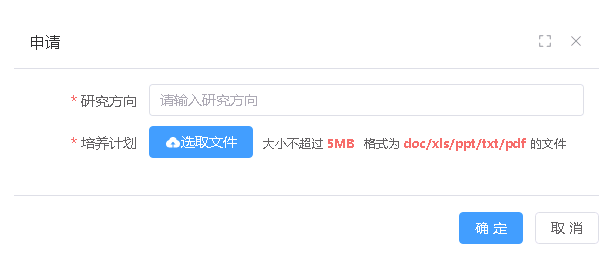 申请
* 研究方向 请输入研究方向
* 培养计划 选取文件 大小不超过 5MB 格式为 doc/xls/ppt/txt/pdf 的文件
确 定 取 消